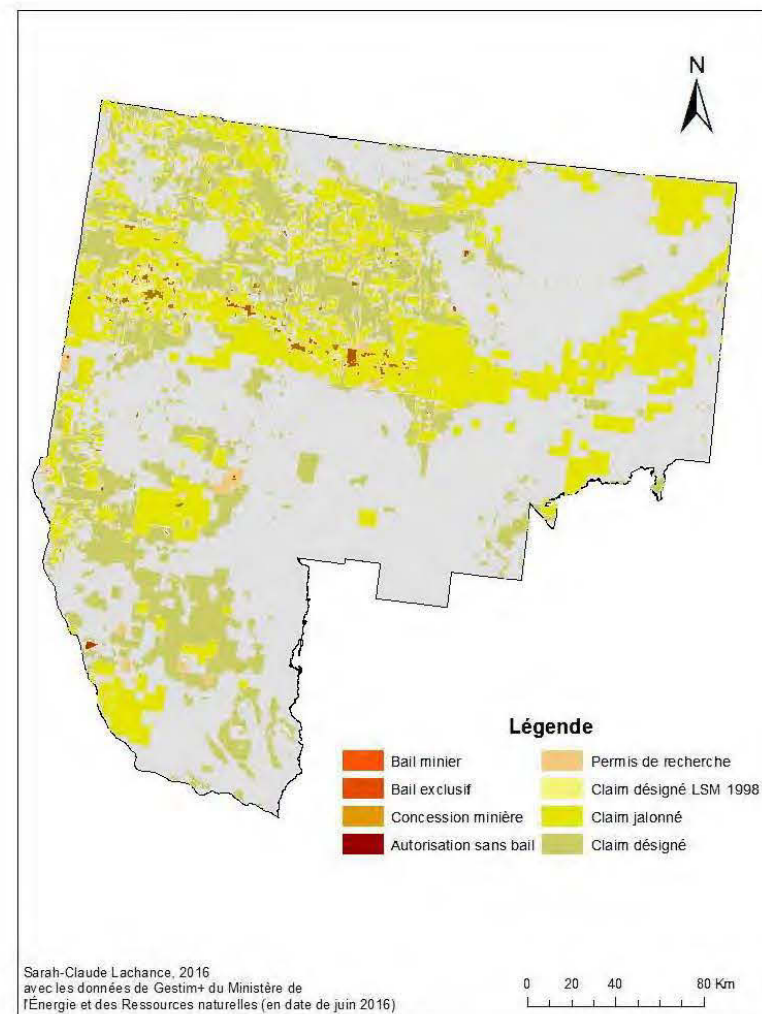 N
Légende
Bail minier
Bail exclusif
Concession minière
Autorisation sans bail
Permis de recherche
Claim désigné LSM 1998
Claim jalonné
Claim désigné
Sarah-Claude Lachance, 2016
avec les données de Gestim+ du Ministère de
l'Énergie et des Ressources naturelles (en date de juin 2016)
0 20 40 80 Km